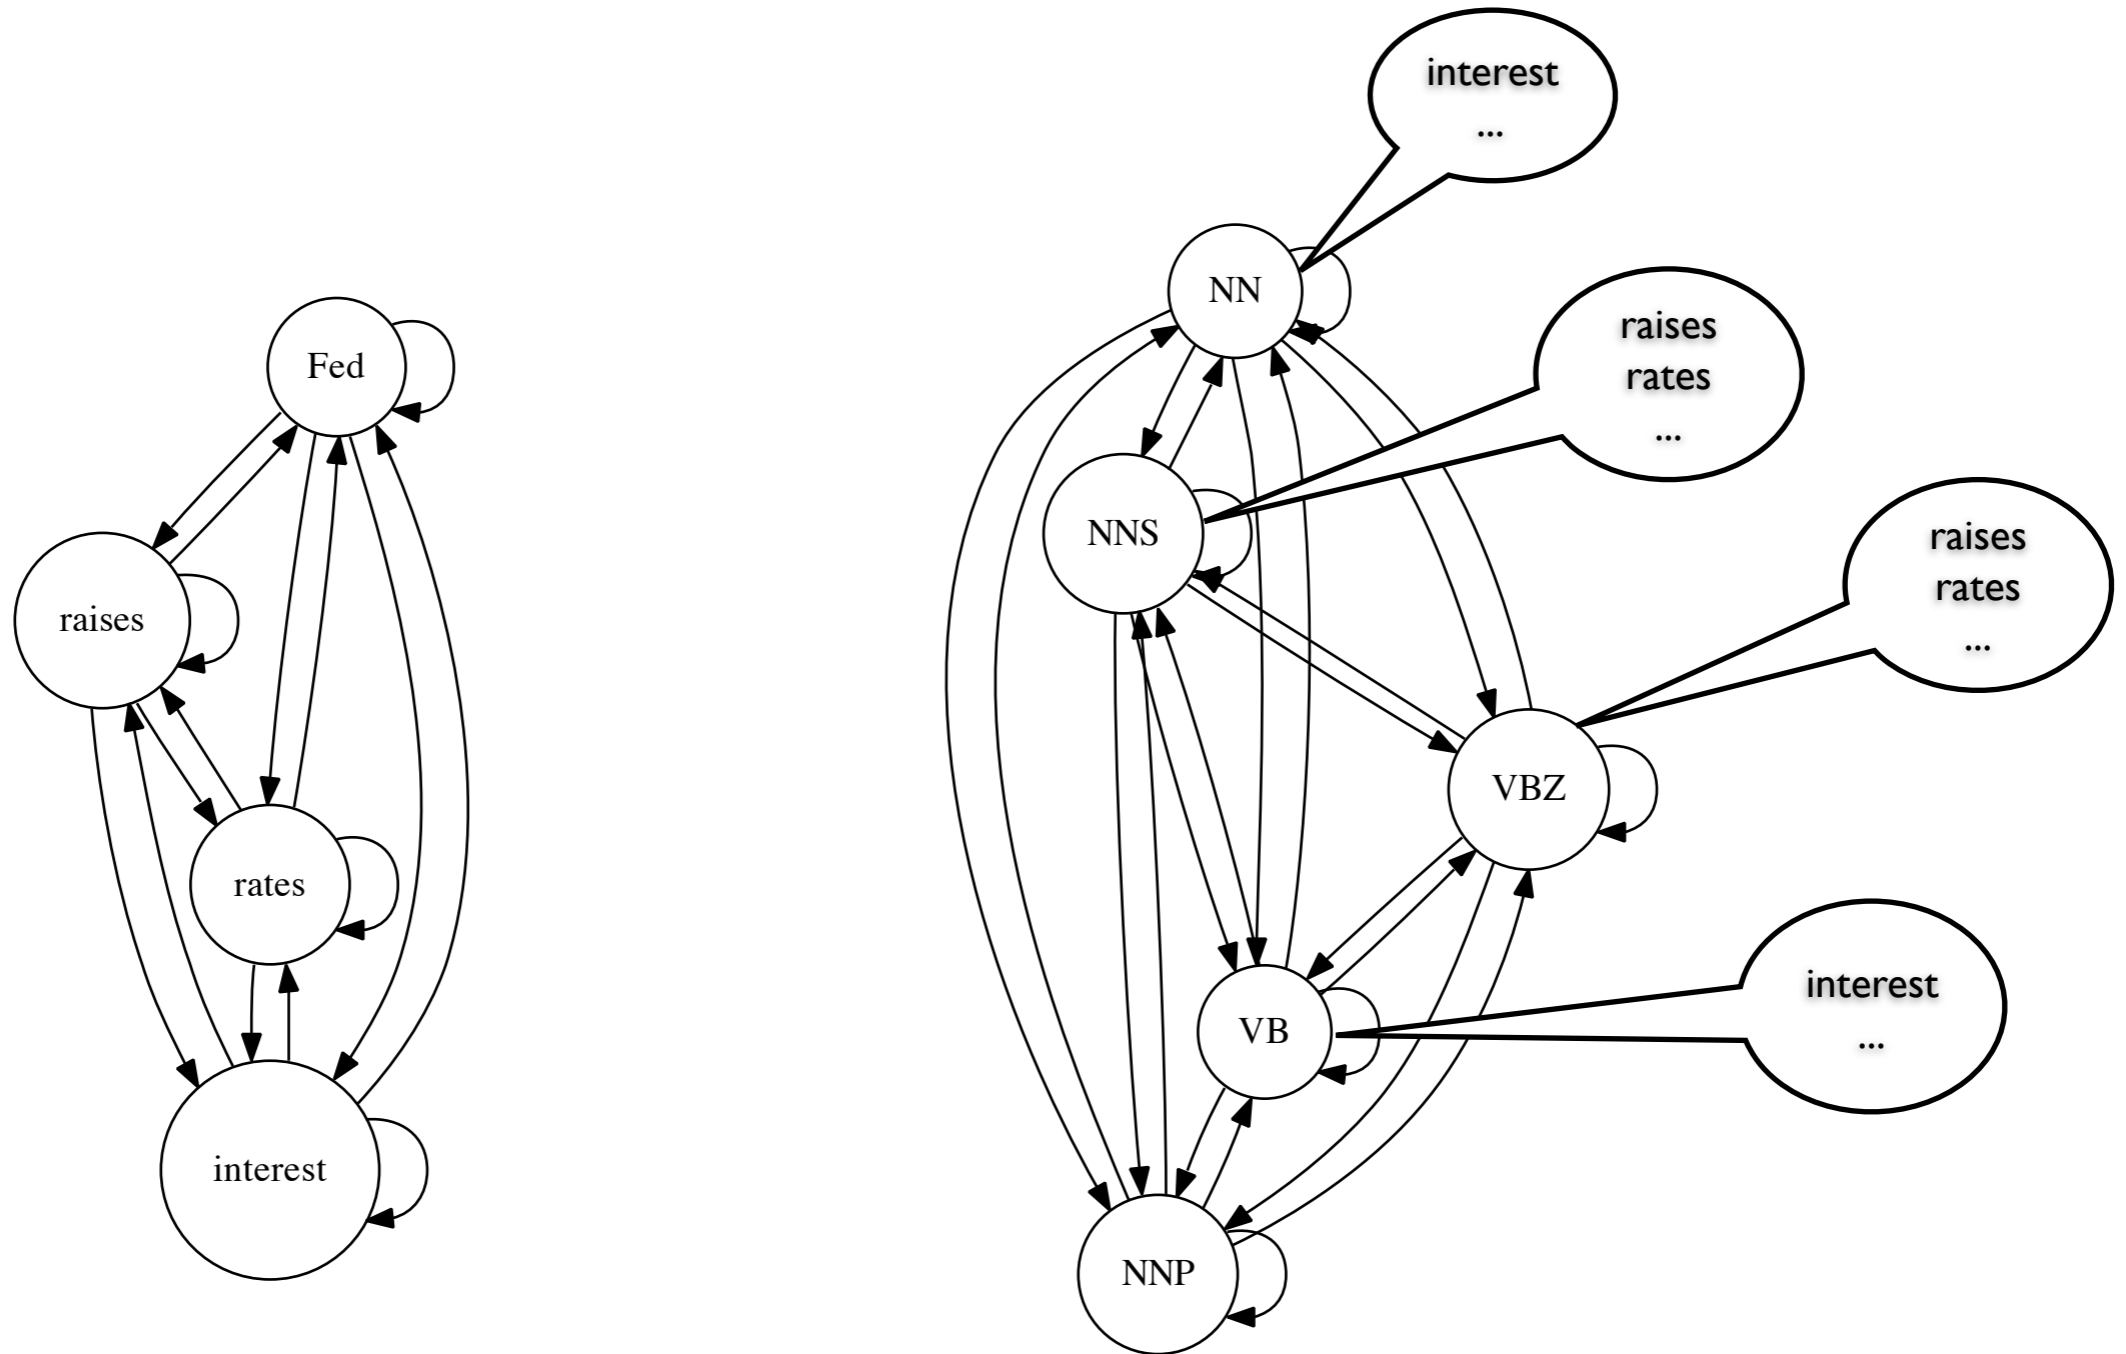 Fed
raises
rates
interest
interest
...
NN
raises
rates
...
NNS
raises
rates
...
VBZ
interest
...
VB
NNP